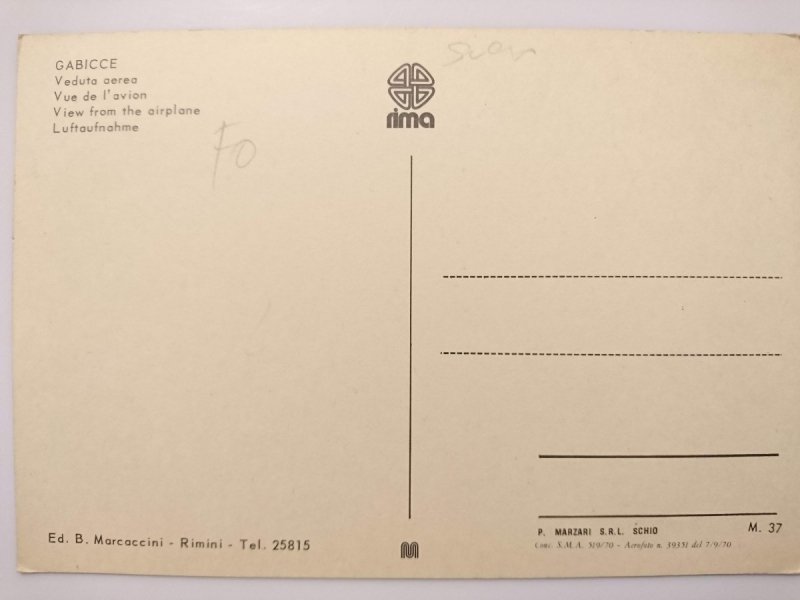 GABICCE
Veduta aerea
Vue de l'avion
View from the airplane
Luftaufnahme
rima
Ed. B. Marcaccini - Rimini - Tel. 25815
M
P. MARZARI S.R.L. SCHIO
M. 37
Conc. S.M.A. 519/70 - Aerofoto n. 39351 del 7/9/70